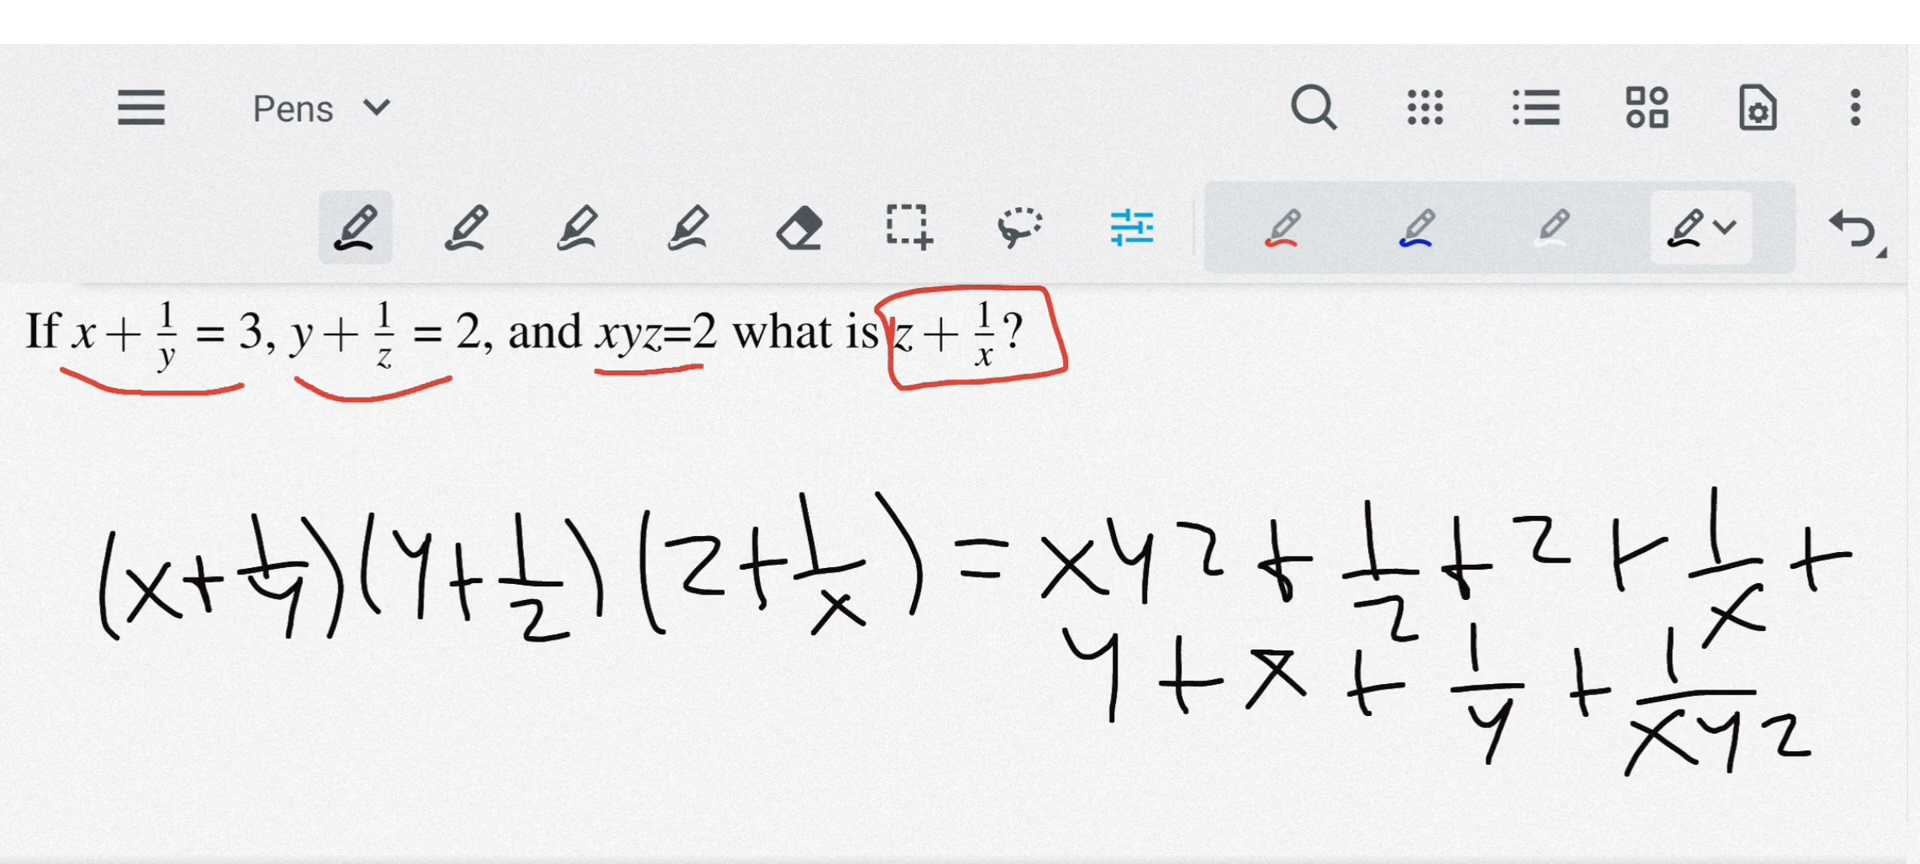 Pens
If x + 1/y = 3, y + 1/z = 2, and xyz=2 what is z + 1/x?
(x + 1/y)(y + 1/z)(z + 1/x) = xyz + 1/z + z + 1/x +
y + x + 1/y + 1/xyz